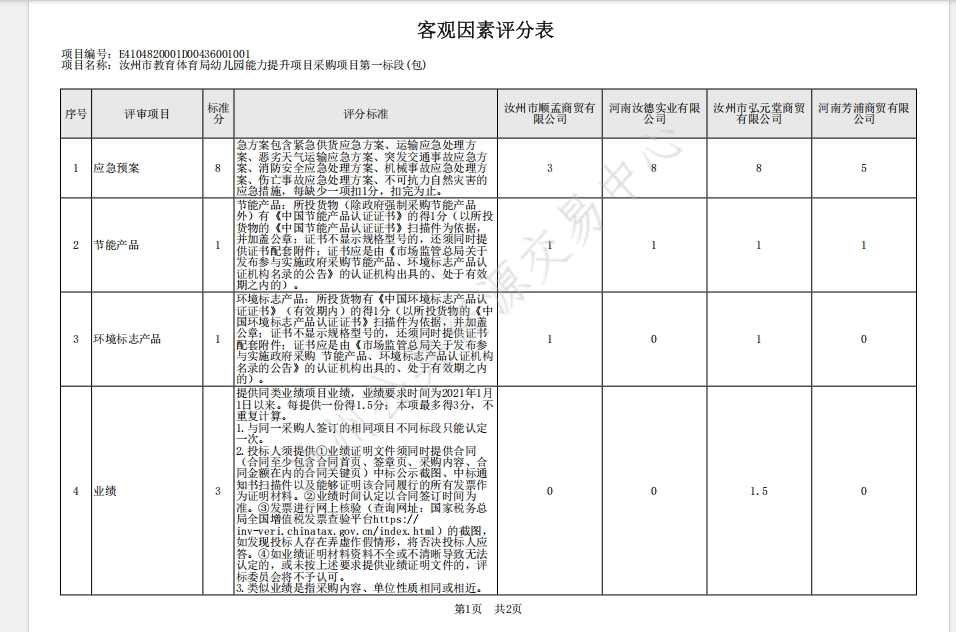 客观因素评分表
项目编号: E4104820001D00436001001
项目名称: 汝州市教育体育局幼儿园能力提升项目采购项目第一标段(包)
序号 评审项目 标准分 评分标准 汝州市顺孟商贸有限公司 河南汝德实业有限公司 汝州市弘元堂商贸有限公司 河南芳浦商贸有限公司
急方案包含紧急供货应急方案、运输应急处理方
案、恶劣天气运输应急方案、突发交通事故应急方
1 应急预案 8 案、消防安全应急处理方案、机械事故应急处理方 3 8 8 5
案、伤亡事故应急处理方案、不可抗力自然灾害的
应急措施，每缺少一项扣1分，扣完为止。
节能产品: 所投货物（除政府强制采购节能产品
外）有《中国节能产品认证证书》的得1分（以所投
货物的《中国节能产品认证证书》扫描件为依据，
并加盖公章; 证书不显示规格型号的，还须同时提
2 节能产品 1 供证书配套附件; 证书应是由《市场监管总局关于 1 1 1 1
发布参与实施政府采购节能产品、环境标志产品认
证机构名录的公告》的认证机构出具的、处于有效
期之内的）。
环境标志产品: 所投货物有《中国环境标志产品认
证证书》（有效期内）的得1分（以所投货物的《中
国环境标志产品认证证书》扫描件为依据，并加盖
公章; 证书不显示规格型号的，还须同时提供证书
3 环境标志产品 1 配套附件; 证书应是由《市场监管总局关于发布参 1 0 1 0
与实施政府采购 节能产品、环境标志产品认证机构
名录的公告》的认证机构出具的、处于有效期之内
的）。
提供同类业绩项目业绩，业绩要求时间为2021年1月
1日以来。每提供一份得1.5分; 本项最多得3分，不
重复计算。
1.与同一采购人签订的相同项目不同标段只能认定
一次。
2.投标人须提供①业绩证明文件须同时提供合同
（合同至少包含合同首页、签章页、采购内容、合
同金额在内的合同关键页）中标公示截图、中标通
知书扫描件以及能够证明该合同履行的所有发票作
4 业绩 3 为证明材料。②业绩时间认定以合同签订时间为 0 0 1.5 0
准。③发票进行网上核验（查询网址: 国家税务总
局全国增值税发票查验平台https://
inv-veri.chinatax.gov.cn/index.html）的截图，
如发现投标人存在弄虚作假情形，将否决投标人应
答。④如业绩证明材料资料不全或不清晰导致无法
认定的，或未按上述要求提供业绩证明文件的，评
标委员会将不予认可。
3.类似业绩是指采购内容、单位性质相同或相近。
第1页 共2页